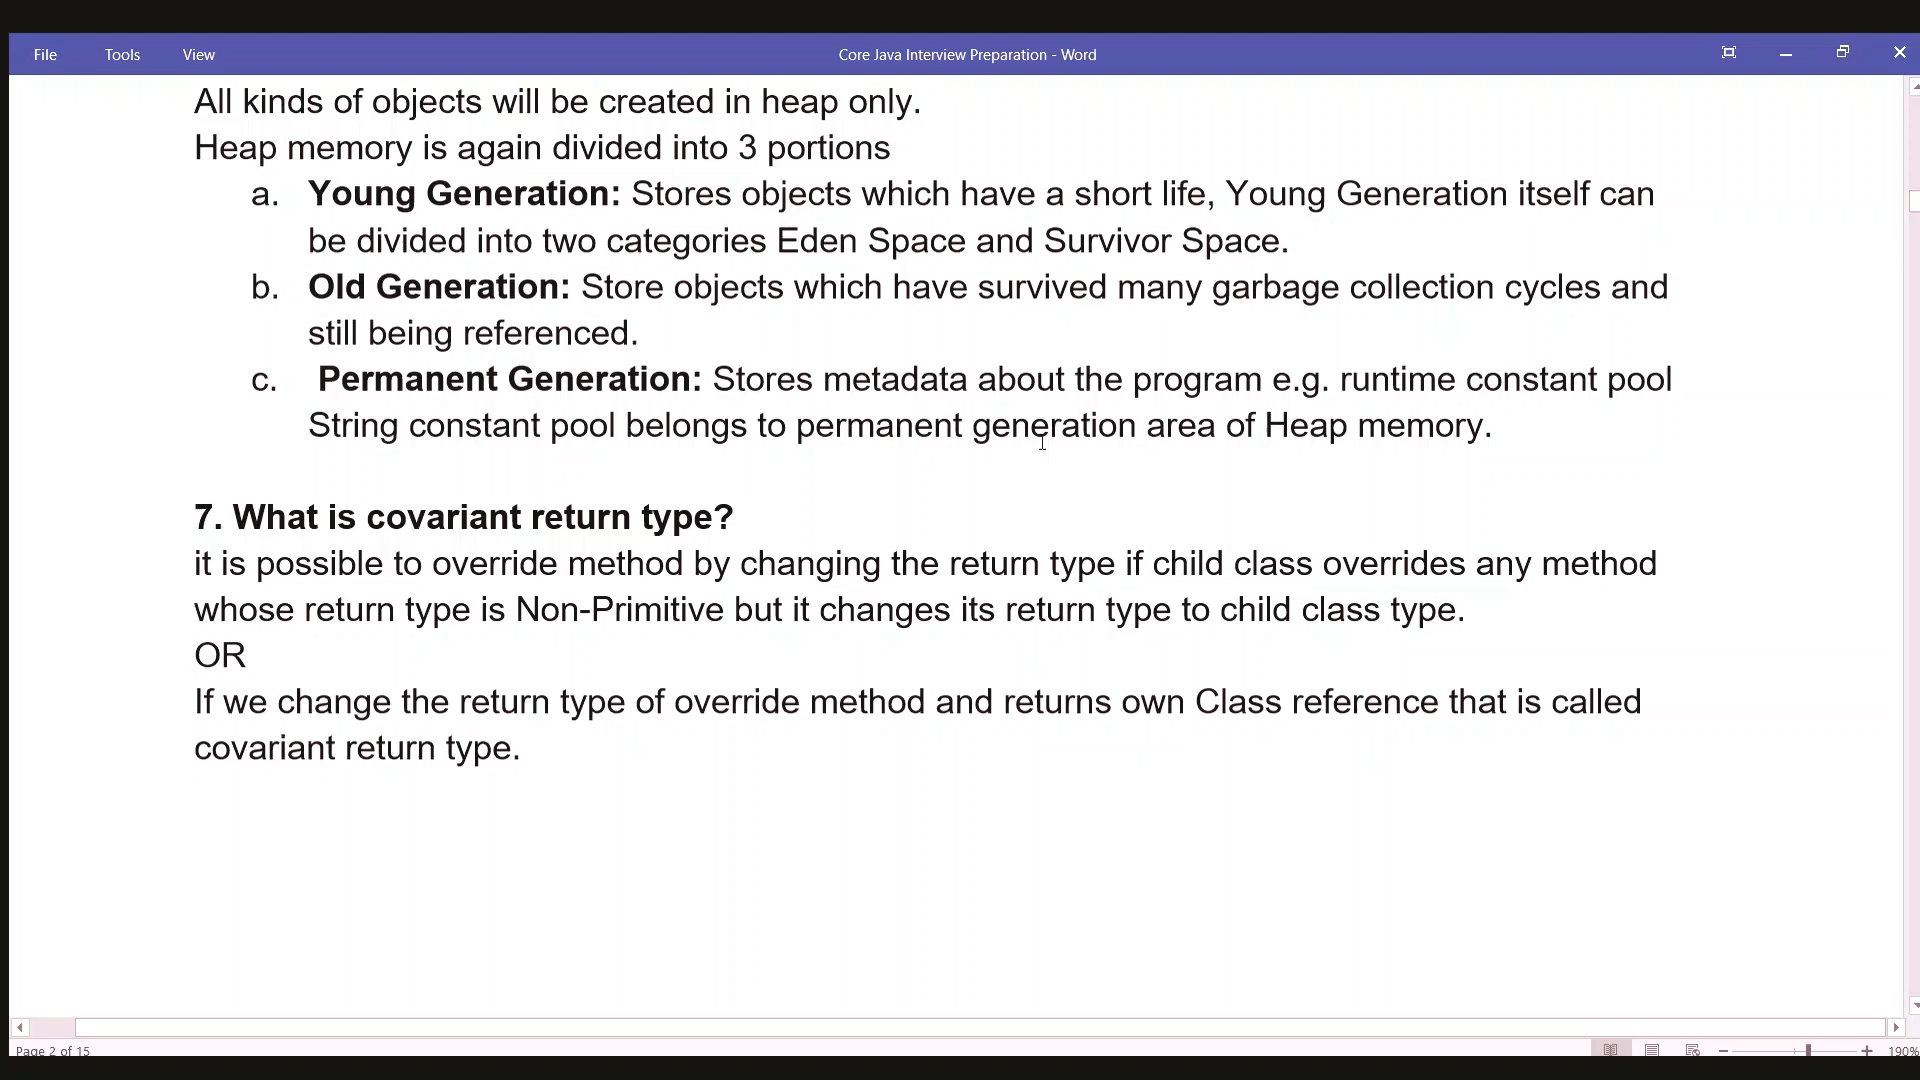 File Tools View Core Java Interview Preparation - Word
All kinds of objects will be created in heap only.
Heap memory is again divided into 3 portions
a. Young Generation: Stores objects which have a short life, Young Generation itself can
be divided into two categories Eden Space and Survivor Space.
b. Old Generation: Store objects which have survived many garbage collection cycles and
still being referenced.
c. Permanent Generation: Stores metadata about the program e.g. runtime constant pool
String constant pool belongs to permanent generation area of Heap memory.
7. What is covariant return type?
it is possible to override method by changing the return type if child class overrides any method
whose return type is Non-Primitive but it changes its return type to child class type.
OR
If we change the return type of override method and returns own Class reference that is called
covariant return type.
Page 2 of 15 190%